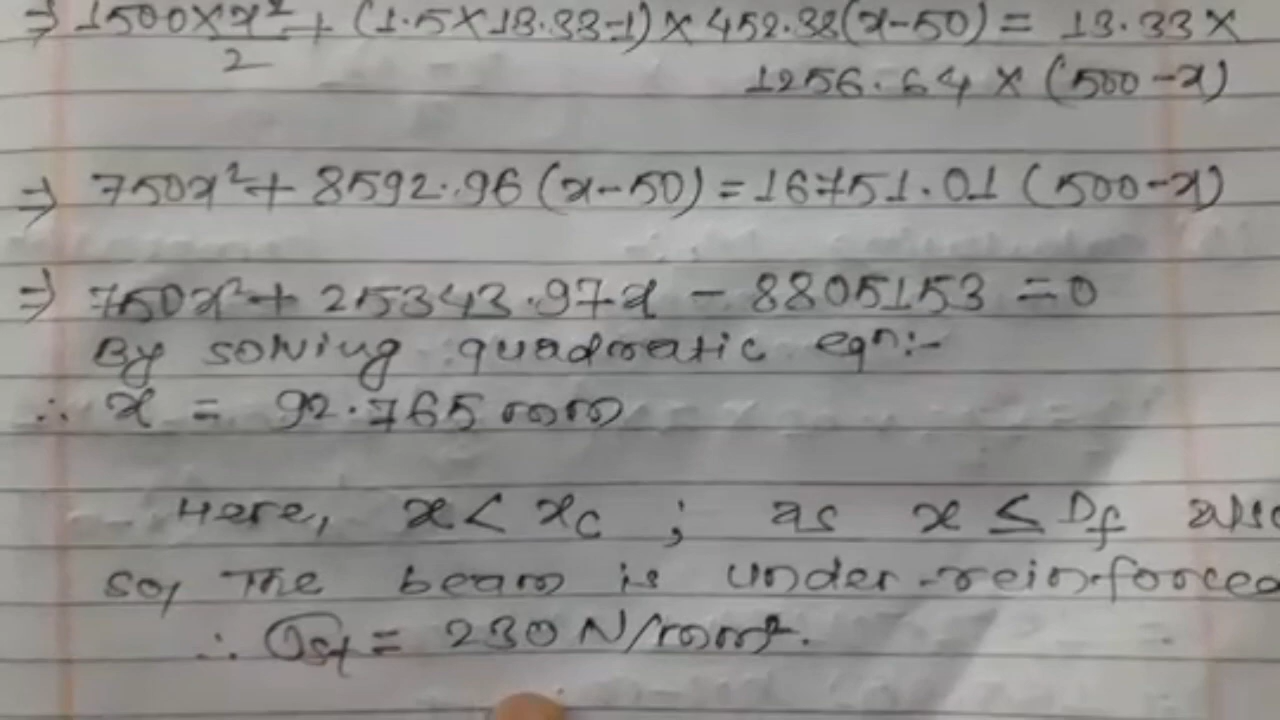 ⇒ 1500×x²/2 + (1.5×13.33-1)×452.38(x-50) = 13.33×
1256.64 × (500-x)
⇒ 750x² + 8592.96(x-50) = 16751.01(500-x)
⇒ 750x² + 25343.97x - 8805153 = 0
By solving quadratic eqn:-
∴ x = 92.765mm
Here, x < xc ; as x ≤ Df also
so, The beam is under-reinforced
∴ σst = 230 N/mm².